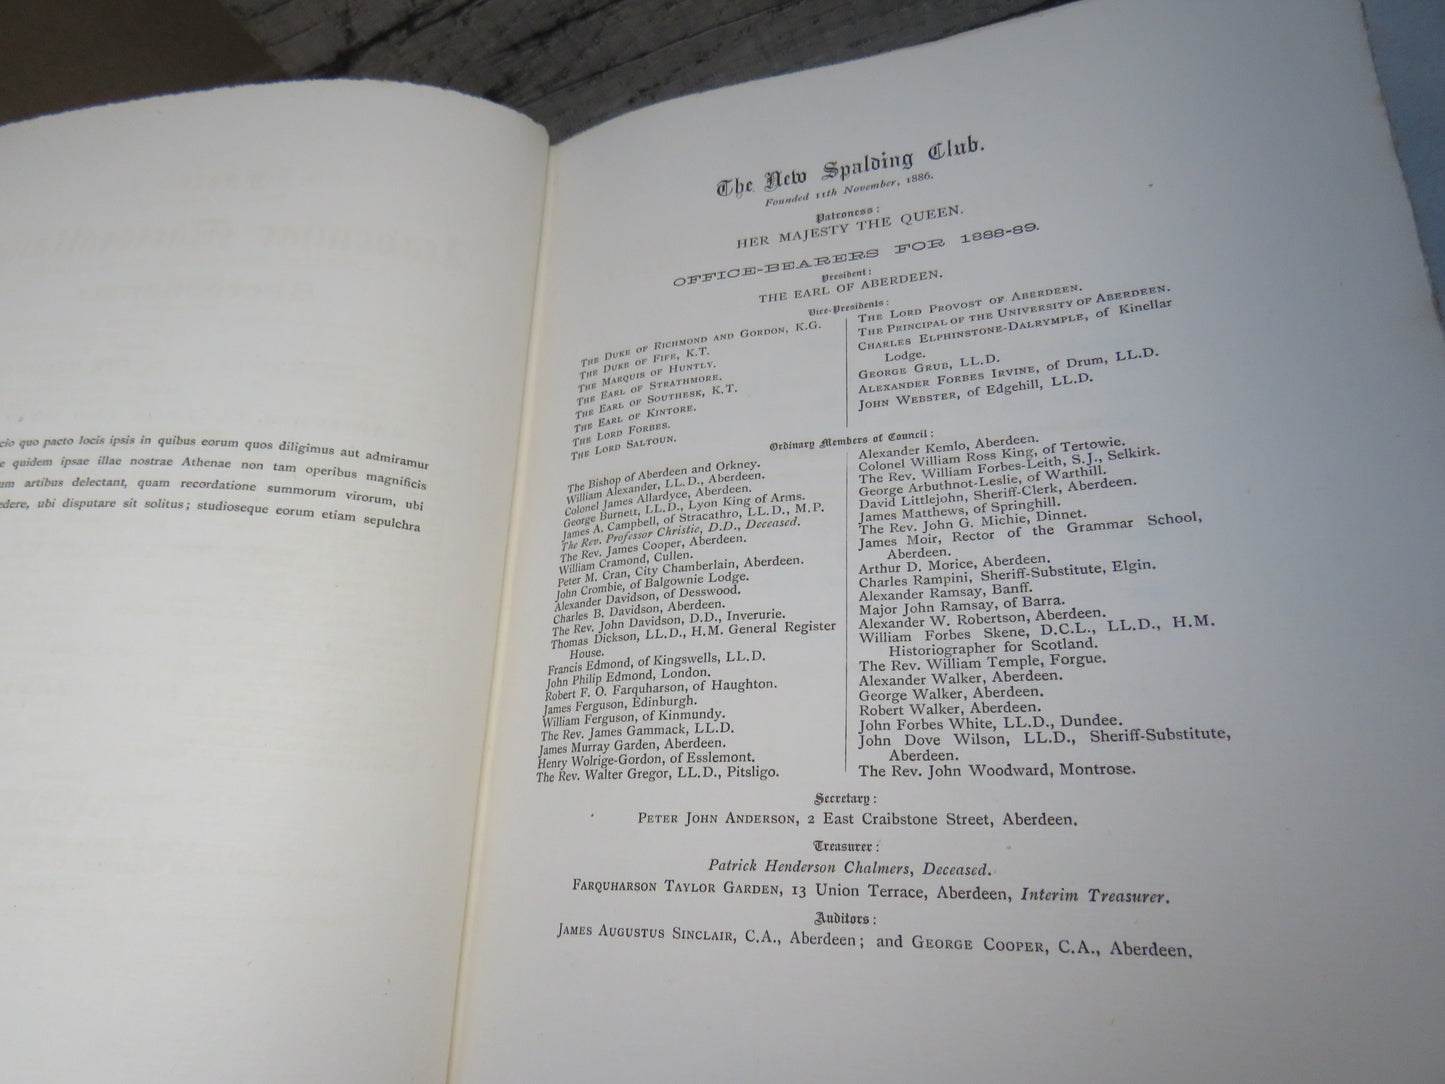 cio quo pacto locis ipsis in quibus eorum quos diligimus aut admiramur
e quidem ipsae illae nostrae Athenae non tam operibus magnificis
am artibus delectant, quam recordatione summorum virorum, ubi
edere, ubi disputare sit solitus; studioseque eorum etiam sepulchra
The New Spalding Club.
Founded 11th November, 1886.
Patroness:
HER MAJESTY THE QUEEN.
OFFICE-BEARERS FOR 1888-89.
President:
THE EARL OF ABERDEEN.
Vice-Presidents:
THE DUKE OF RICHMOND AND GORDON, K.G.
THE DUKE OF FIFE, K.T.
THE MARQUIS OF HUNTLY.
THE EARL OF STRATHMORE.
THE EARL OF SOUTHESK, K.T.
THE EARL OF KINTORE.
THE LORD FORBES.
THE LORD SALTOUN.
THE LORD PROVOST OF ABERDEEN.
THE PRINCIPAL OF THE UNIVERSITY OF ABERDEEN.
CHARLES ELPHINSTONE-DALRYMPLE, of Kinellar
Lodge.
GEORGE GRUB, LL.D.
ALEXANDER FORBES IRVINE, of Drum, LL.D.
JOHN WEBSTER, of Edgehill, LL.D.
Ordinary Members of Council:
The Bishop of Aberdeen and Orkney.
William Alexander, LL.D., Aberdeen.
Colonel James Allardyce, Aberdeen.
George Burnett, LL.D., Lyon King of Arms.
James A. Campbell, of Stracathro, LL.D., M.P.
The Rev. Professor Christie, D.D., Deceased.
The Rev. James Cooper, Aberdeen.
William Cramond, Cullen.
Peter M. Cran, City Chamberlain, Aberdeen.
John Crombie, of Balgownie Lodge.
Alexander Davidson, of Desswood.
Charles B. Davidson, Aberdeen.
The Rev. John Davidson, D.D., Inverurie.
Thomas Dickson, LL.D., H.M. General Register
House.
Francis Edmond, of Kingswells, LL.D.
John Philip Edmond, London.
Robert F. O. Farquharson, of Haughton.
James Ferguson, Edinburgh.
William Ferguson, of Kinmundy.
The Rev. James Gammack, LL.D.
James Murray Garden, Aberdeen.
Henry Wolrige-Gordon, of Esslemont.
The Rev. Walter Gregor, LL.D., Pitsligo.
Alexander Kemlo, Aberdeen.
Colonel William Ross King, of Tertowie.
The Rev. William Forbes-Leith, S.J., Selkirk.
George Arbuthnot-Leslie, of Warthill.
David Littlejohn, Sheriff-Clerk, Aberdeen.
James Matthews, of Springhill.
The Rev. John G. Michie, Dinnet.
James Moir, Rector of the Grammar School,
Aberdeen.
Arthur D. Morice, Aberdeen.
Charles Rampini, Sheriff-Substitute, Elgin.
Alexander Ramsay, Banff.
Major John Ramsay, of Barra.
Alexander W. Robertson, Aberdeen.
William Forbes Skene, D.C.L., LL.D., H.M.
Historiographer for Scotland.
The Rev. William Temple, Forgue.
Alexander Walker, Aberdeen.
George Walker, Aberdeen.
Robert Walker, Aberdeen.
John Forbes White, LL.D., Dundee.
John Dove Wilson, LL.D., Sheriff-Substitute,
Aberdeen.
The Rev. John Woodward, Montrose.
Secretary:
PETER JOHN ANDERSON, 2 East Craibstone Street, Aberdeen.
Treasurer:
Patrick Henderson Chalmers, Deceased.
FARQUHARSON TAYLOR GARDEN, 13 Union Terrace, Aberdeen, Interim Treasurer.
Auditors:
JAMES AUGUSTUS SINCLAIR, C.A., Aberdeen; and GEORGE COOPER, C.A., Aberdeen.